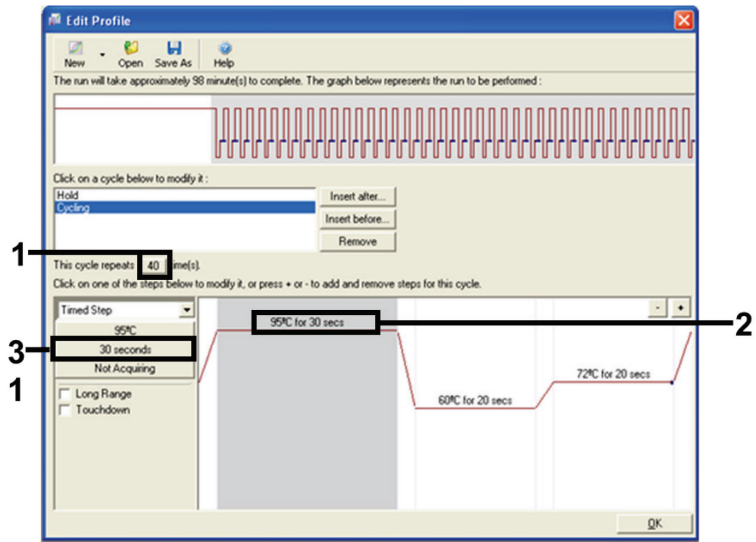 Edit Profile
New Open Save As Help
The run will take approximately 98 minute(s) to complete. The graph below represents the run to be performed :
Click on a cycle below to modify it :
Hold
Cycling
Insert after...
Insert before...
Remove
1
This cycle repeats 40 time(s).
Click on one of the steps below to modify it, or press + or - to add and remove steps for this cycle.
Timed Step
- +
95ºC
95ºC for 30 secs
2
3
30 seconds
Not Acquiring
72ºC for 20 secs
1
Long Range
60ºC for 20 secs
Touchdown
OK